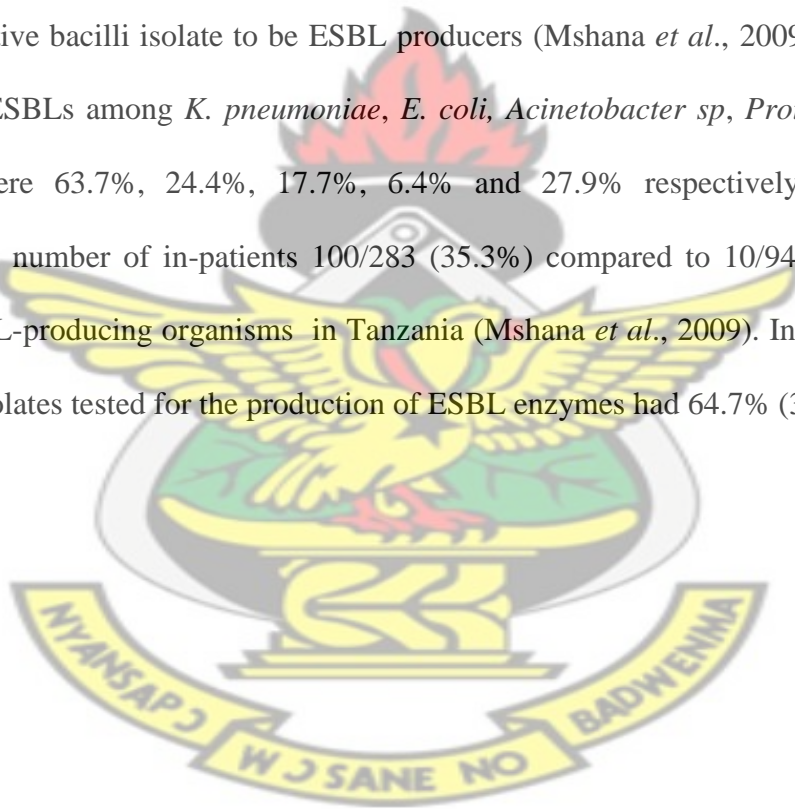 tive bacilli isolate to be ESBL producers (Mshana et al., 2009
ESBLs among K. pneumoniae, E. coli, Acinetobacter sp, Pro
ere 63.7%, 24.4%, 17.7%, 6.4% and 27.9% respectively
number of in-patients 100/283 (35.3%) compared to 10/94
L-producing organisms in Tanzania (Mshana et al., 2009). In
olates tested for the production of ESBL enzymes had 64.7% (3
NYANSAPƆ WƆSANE NO BADWENMA